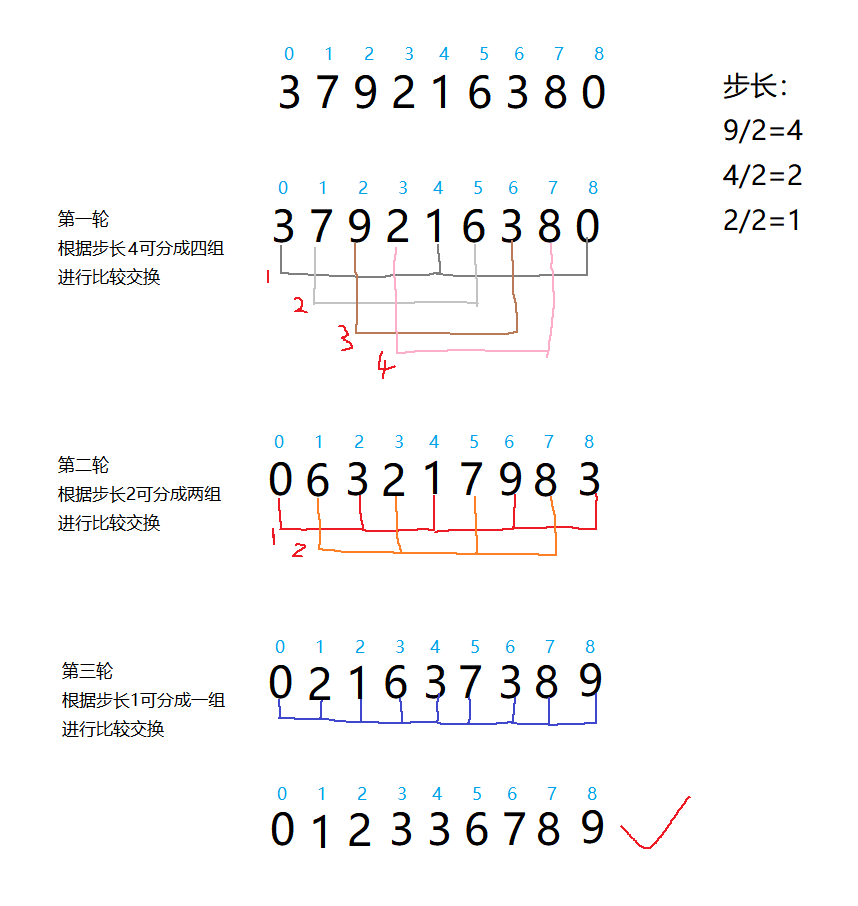 0 1 2 3 4 5 6 7 8
3 7 9 2 1 6 3 8 0
步长：
9/2=4
4/2=2
2/2=1
0 1 2 3 4 5 6 7 8
3 7 9 2 1 6 3 8 0
第一轮
根据步长4可分成四组
进行比较交换
1
2
3
4
0 1 2 3 4 5 6 7 8
0 6 3 2 1 7 9 8 3
第二轮
根据步长2可分成两组
进行比较交换
1
2
0 1 2 3 4 5 6 7 8
0 2 1 6 3 7 3 8 9
第三轮
根据步长1可分成一组
进行比较交换
0 1 2 3 4 5 6 7 8
0 1 2 3 3 6 7 8 9